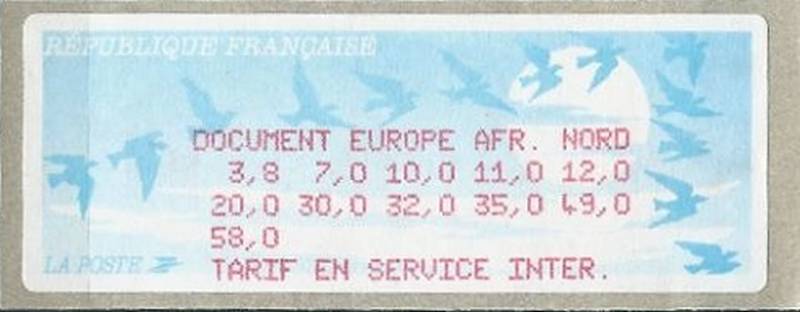 RÉPUBLIQUE FRANÇAISE
DOCUMENT EUROPE AFR. NORD
3,8 7,0 10,0 11,0 12,0
20,0 30,0 32,0 35,0 49,0
58,0
LA POSTE
TARIF EN SERVICE INTER.